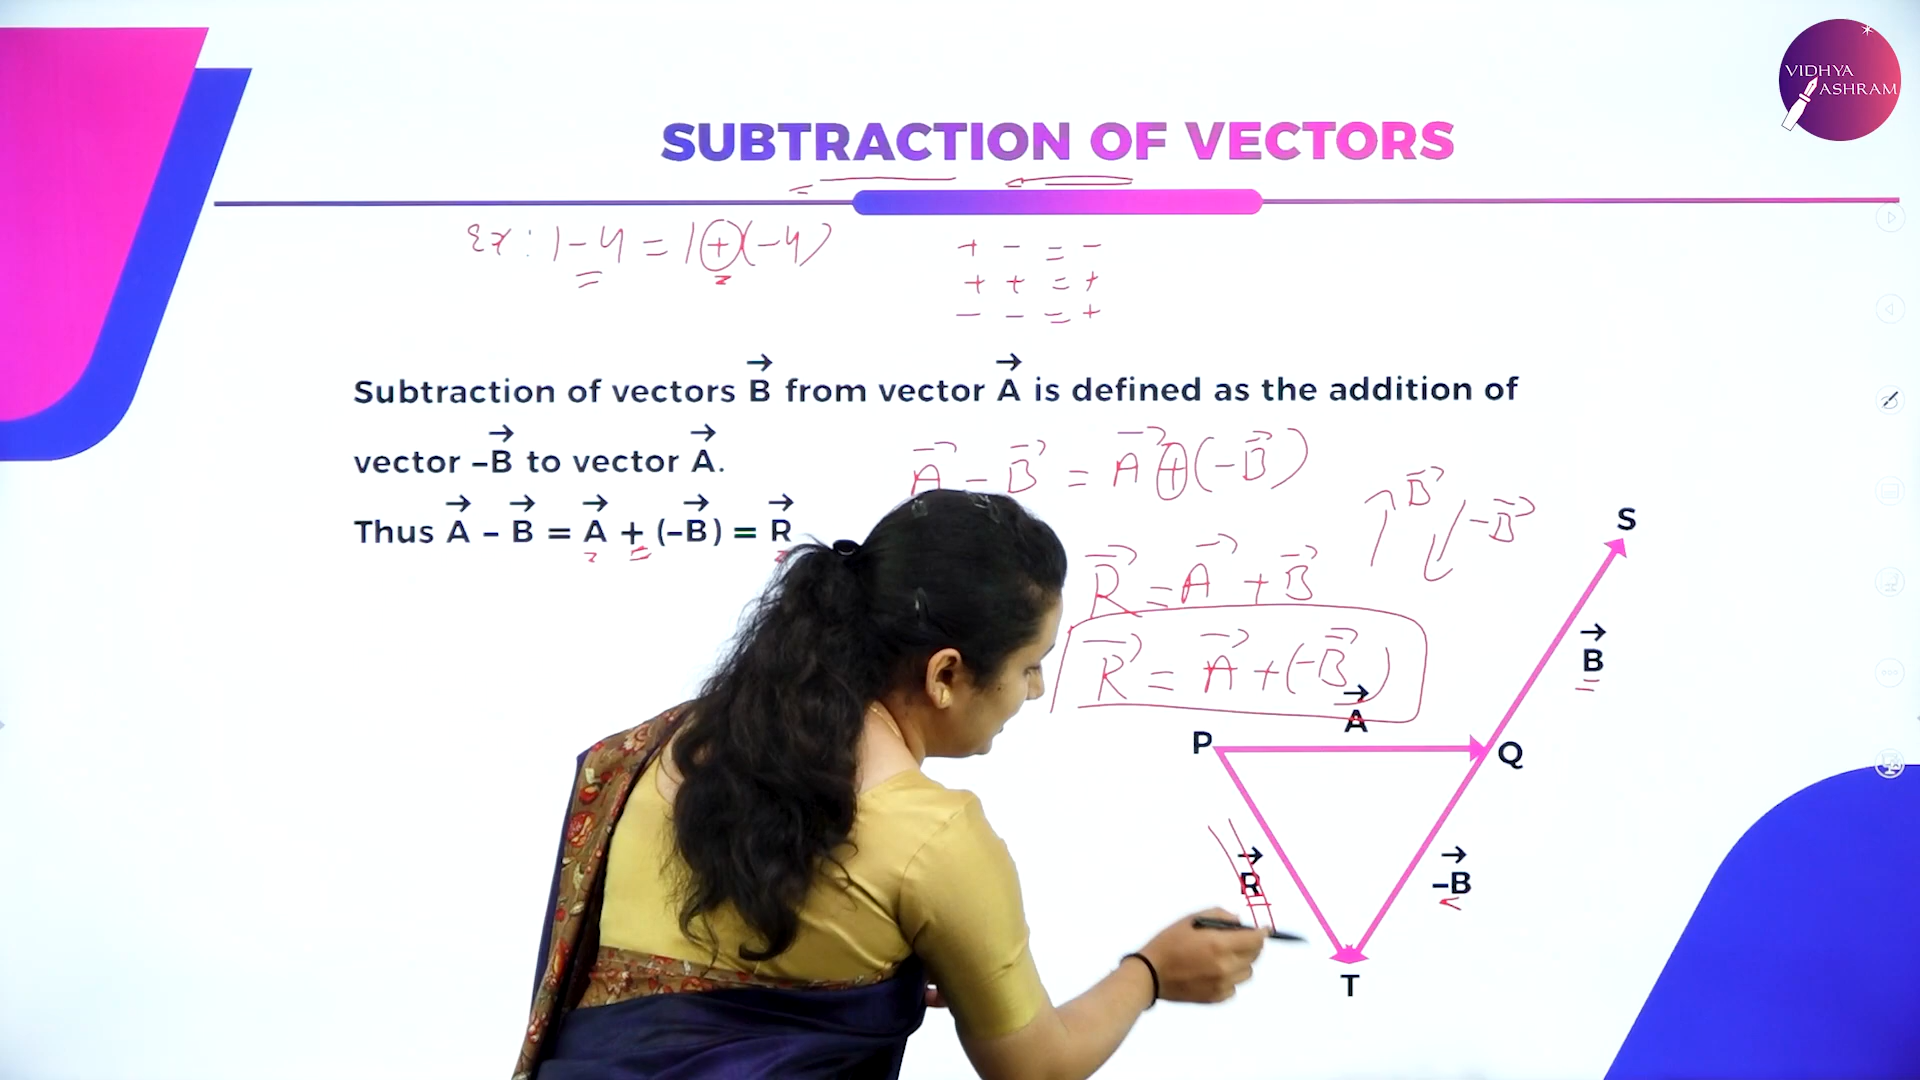 VIDHYA
ASHRAM
SUBTRACTION OF VECTORS
Ex : 1 - 4 = 1 + (-4)
+ - = -
+ + = +
- - = +
Subtraction of vectors B⃗ from vector A⃗ is defined as the addition of
vector –B⃗ to vector A⃗.
A⃗ - B⃗ = A⃗ + (-B⃗)
Thus A⃗ – B⃗ = A⃗ + (–B⃗) = R⃗
B⃗
-B⃗
R⃗ = A⃗ + B⃗
R⃗ = A⃗ + (-B⃗)
S
B⃗
A⃗
P
Q
R⃗
–B⃗
T